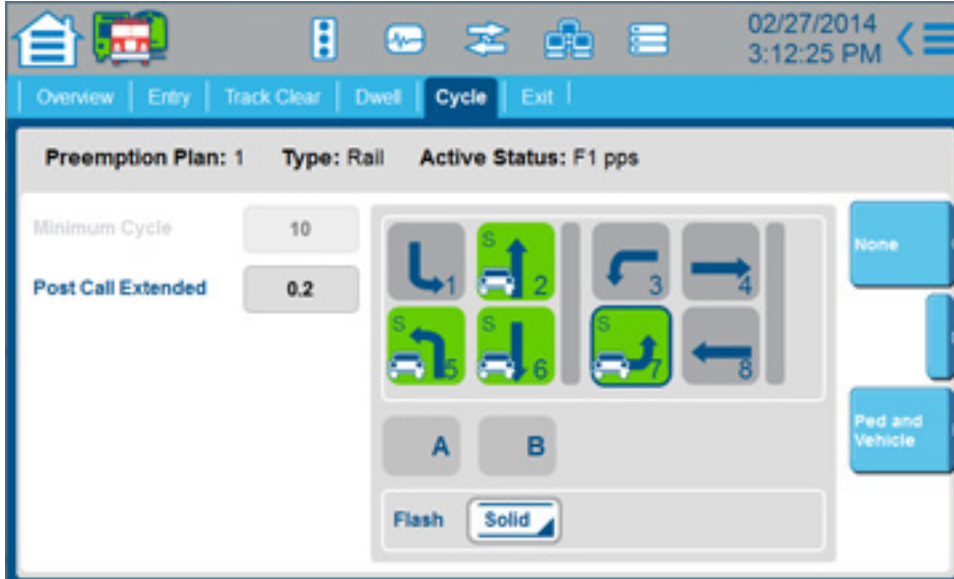 02/27/2014
3:12:25 PM
Overview Entry Track Clear Dwell Cycle Exit
Preemption Plan: 1 Type: Rail Active Status: F1 pps
Minimum Cycle 10
Post Call Extended 0.2
1 S 2 3 4
S 5 S 6 S 7 8
A B
Flash Solid
None
Ped and
Vehicle